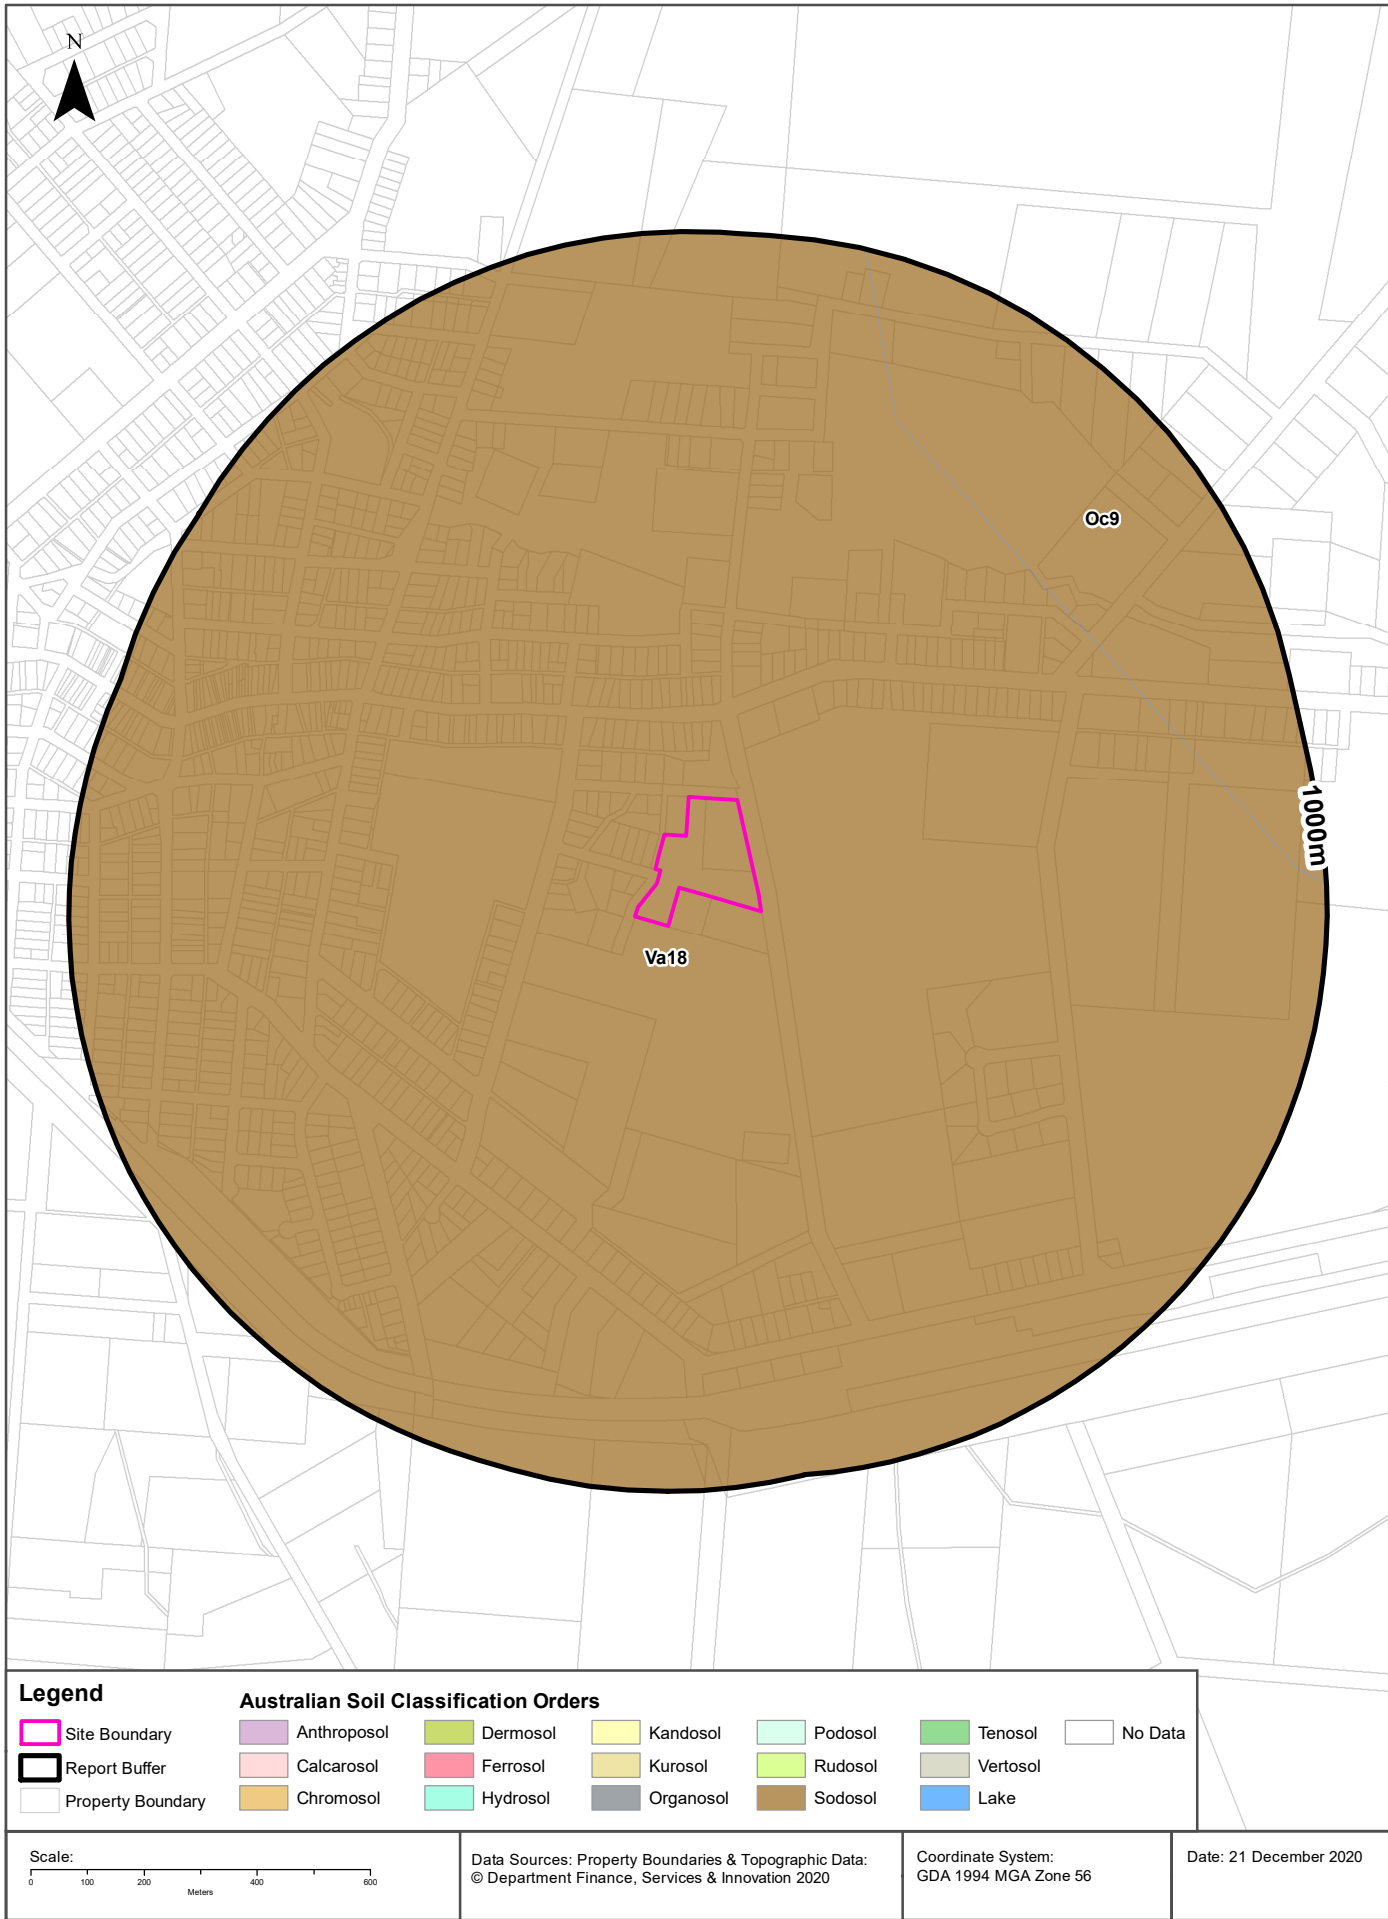 N
Oc9
1000m
Va18
Legend
Site Boundary
Report Buffer
Property Boundary
Australian Soil Classification Orders
Anthroposol
Calcarosol
Chromosol
Dermosol
Ferrosol
Hydrosol
Kandosol
Kurosol
Organosol
Podosol
Rudosol
Sodosol
Tenosol
Vertosol
Lake
No Data
Scale:
0 100 200 400 600
Meters
Data Sources: Property Boundaries & Topographic Data:
© Department Finance, Services & Innovation 2020
Coordinate System:
GDA 1994 MGA Zone 56
Date: 21 December 2020